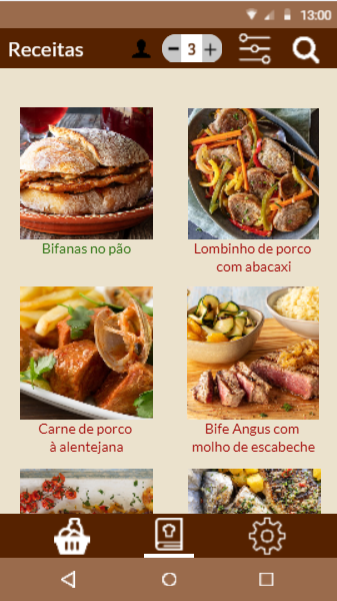 13:00
Receitas
− 3 +
Bifanas no pão
Lombinho de porco
com abacaxi
Carne de porco
à alentejana
Bife Angus com
molho de escabeche